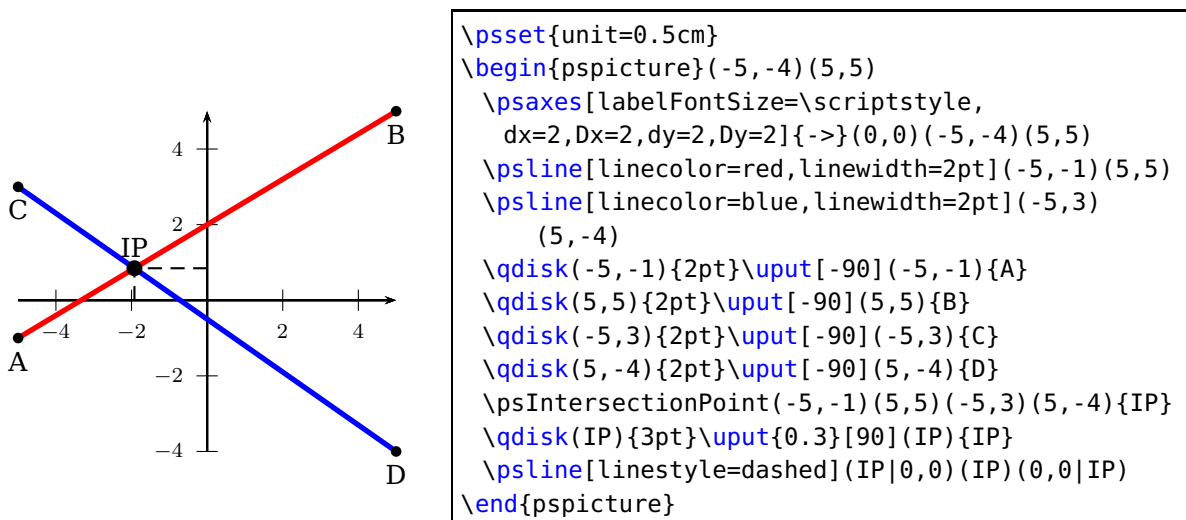 4
B
C
2
IP
−4
−2
2
4
A
−2
−4
D
\psset{unit=0.5cm}
\begin{pspicture}(-5,-4)(5,5)
\psaxes[labelFontSize=\scriptstyle,
dx=2,Dx=2,dy=2,Dy=2]{->}(0,0)(-5,-4)(5,5)
\psline[linecolor=red,linewidth=2pt](-5,-1)(5,5)
\psline[linecolor=blue,linewidth=2pt](-5,3)
(5,-4)
\qdisk(-5,-1){2pt}\uput[-90](-5,-1){A}
\qdisk(5,5){2pt}\uput[-90](5,5){B}
\qdisk(-5,3){2pt}\uput[-90](-5,3){C}
\qdisk(5,-4){2pt}\uput[-90](5,-4){D}
\psIntersectionPoint(-5,-1)(5,5)(-5,3)(5,-4){IP}
\qdisk(IP){3pt}\uput{0.3}[90](IP){IP}
\psline[linestyle=dashed](IP|0,0)(IP)(0,0|IP)
\end{pspicture}